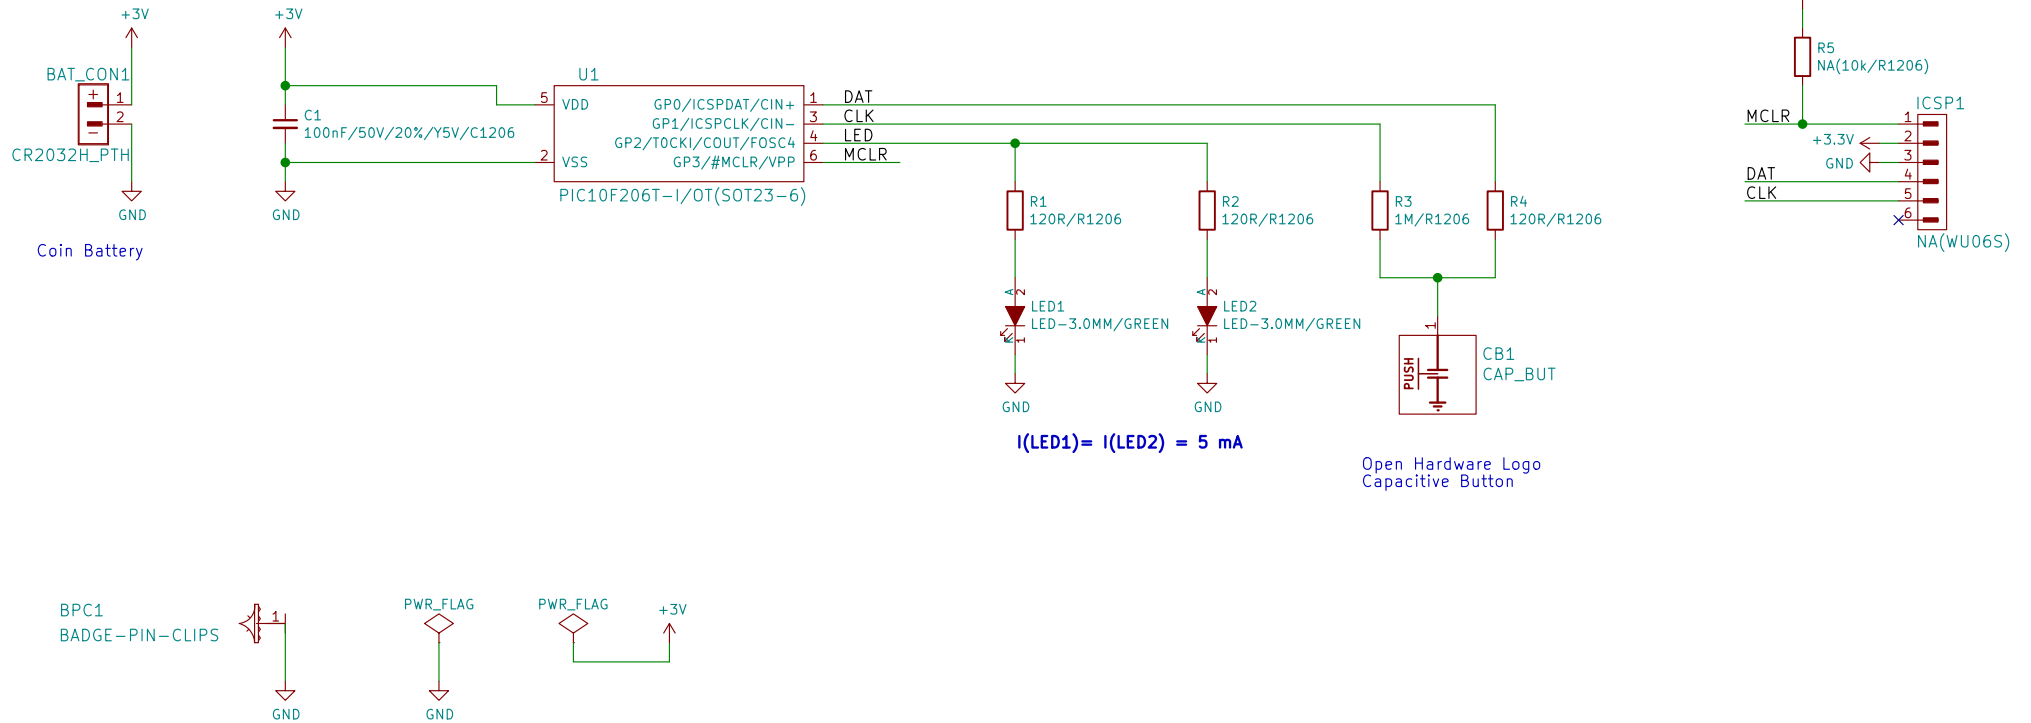 +3V
BAT_CON1
+
1
2
−
CR2032H_PTH
GND
Coin Battery
+3V
C1
100nF/50V/20%/Y5V/C1206
GND
U1
5 VDD
2 VSS
GP0/ICSPDAT/CIN+ 1
GP1/ICSPCLK/CIN- 3
GP2/T0CKI/COUT/FOSC4 4
GP3/#MCLR/VPP 6
PIC10F206T-I/OT(SOT23-6)
DAT
CLK
LED
MCLR
R1
120R/R1206
R2
120R/R1206
R3
1M/R1206
R4
120R/R1206
A 2
LED1
LED-3.0MM/GREEN
K 1
GND
A 2
LED2
LED-3.0MM/GREEN
K 1
GND
I(LED1)= I(LED2) = 5 mA
1
PUSH
CB1
CAP_BUT
Open Hardware Logo
Capacitive Button
R5
NA(10k/R1206)
ICSP1
MCLR
+3.3V
GND
DAT
CLK
1
2
3
4
5
6
NA(WU06S)
BPC1
BADGE-PIN-CLIPS
1
GND
PWR_FLAG
GND
PWR_FLAG
+3V